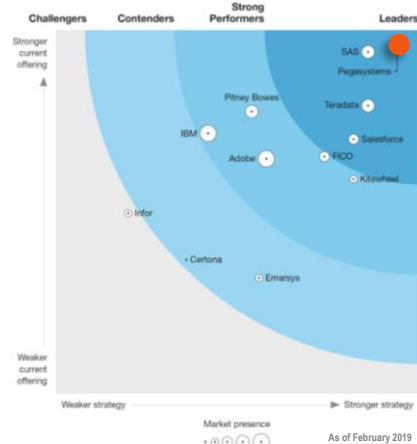 Challengers
Contenders
Strong
Performers
Leaders
Stronger
current
offering
SAS
Pegasystems
Pitney Bowes
Teradata
IBM
Salesforce
Adobe
FICO
Kitewheel
Infor
Certona
Emarsys
Weaker
current
offering
Weaker strategy
Stronger strategy
Market presence
As of February 2019